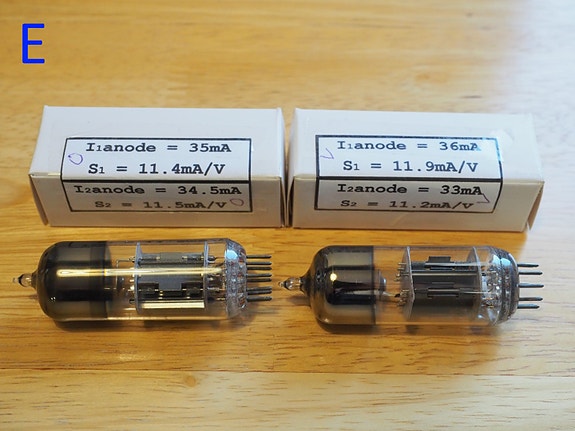 E
I1anode = 35mA
S1 = 11.4mA/V
I2anode = 34.5mA
S2 = 11.5mA/V
I1anode = 36mA
S1 = 11.9mA/V
I2anode = 33mA
S2 = 11.2mA/V